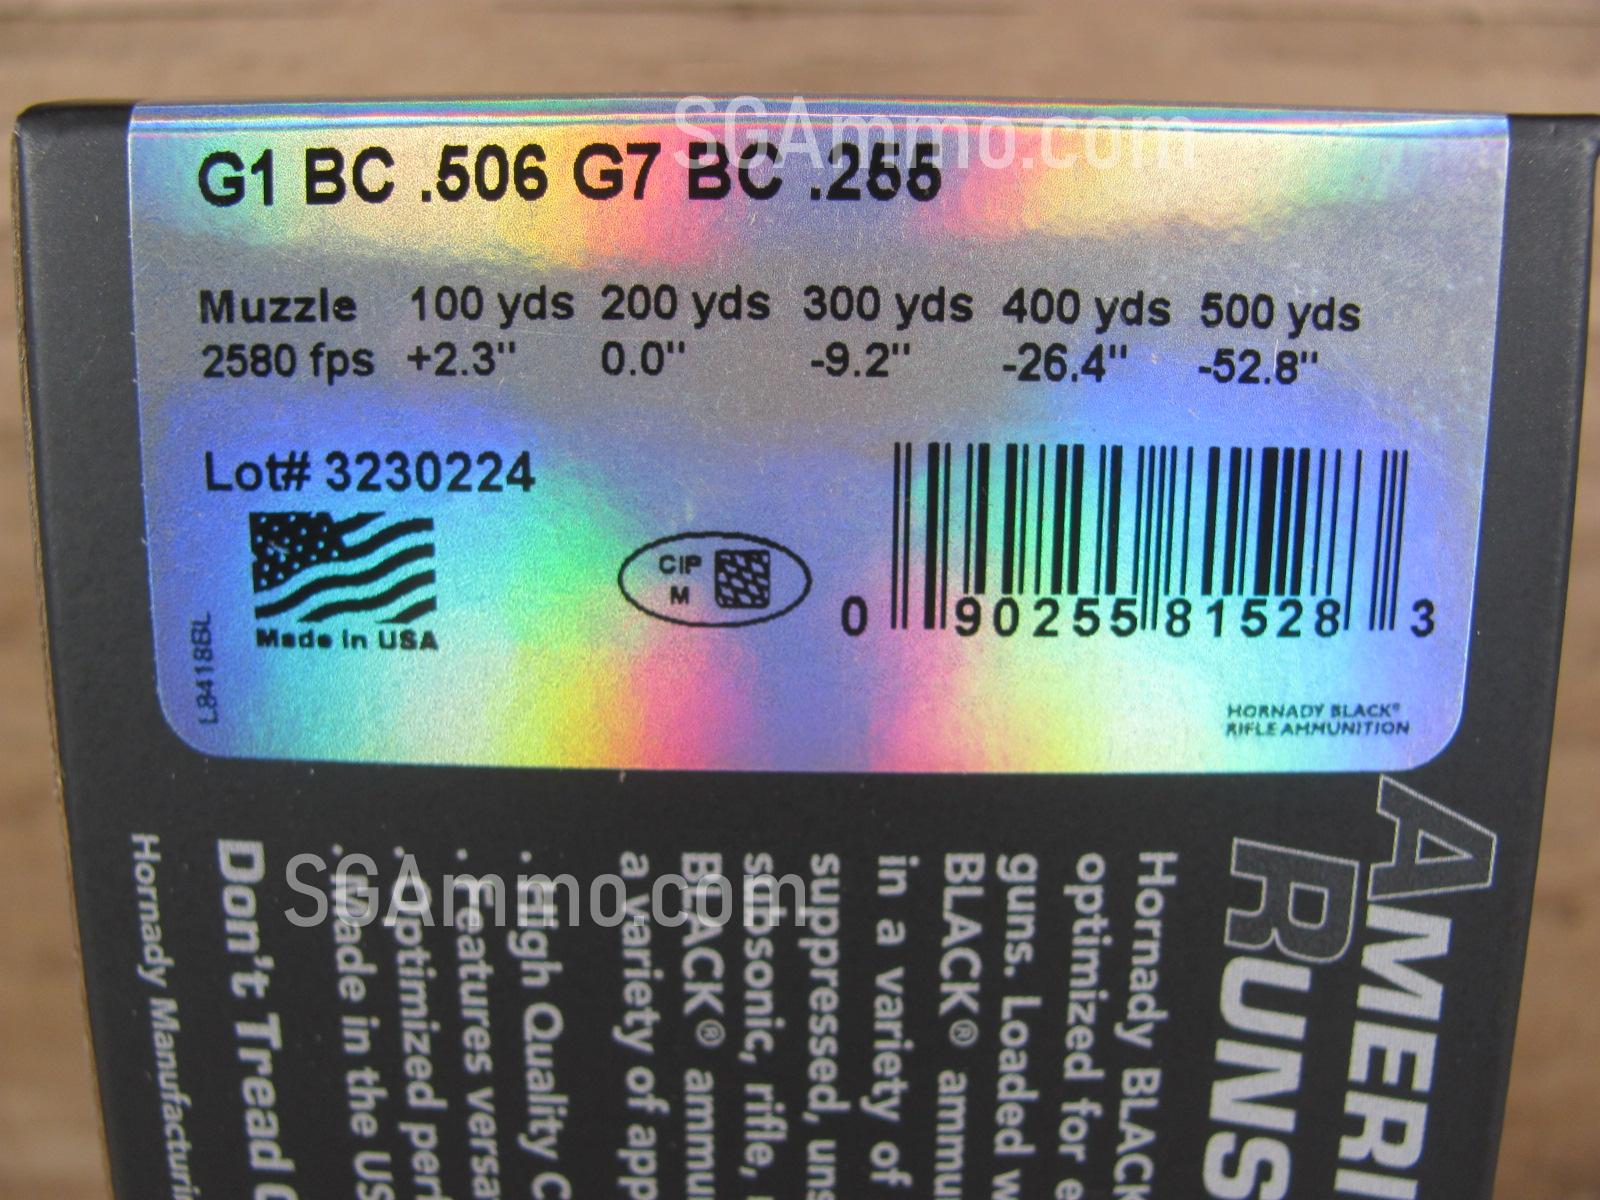 SGAmmo.com
G1 BC .506 G7 BC .255
Muzzle 100 yds 200 yds 300 yds 400 yds 500 yds
2580 fps +2.3" 0.0" -9.2" -26.4" -52.8"
Lot# 3230224
Made in USA
CIP
M
0 90255 81528 3
L8418BL
HORNADY BLACK®
RIFLE AMMUNITION
AMERI
RUNS
Hornady BLACK
optimized for e
guns. Loaded w
BLACK® ammu
in a variety of
suppressed, uns
subsonic, rifle,
BLACK® ammu
a variety of app
. High Quality C
. Features versa
. Optimized per
. Made in the US
Don't Tread
Hornady Manufacturi
SGAmmo.com